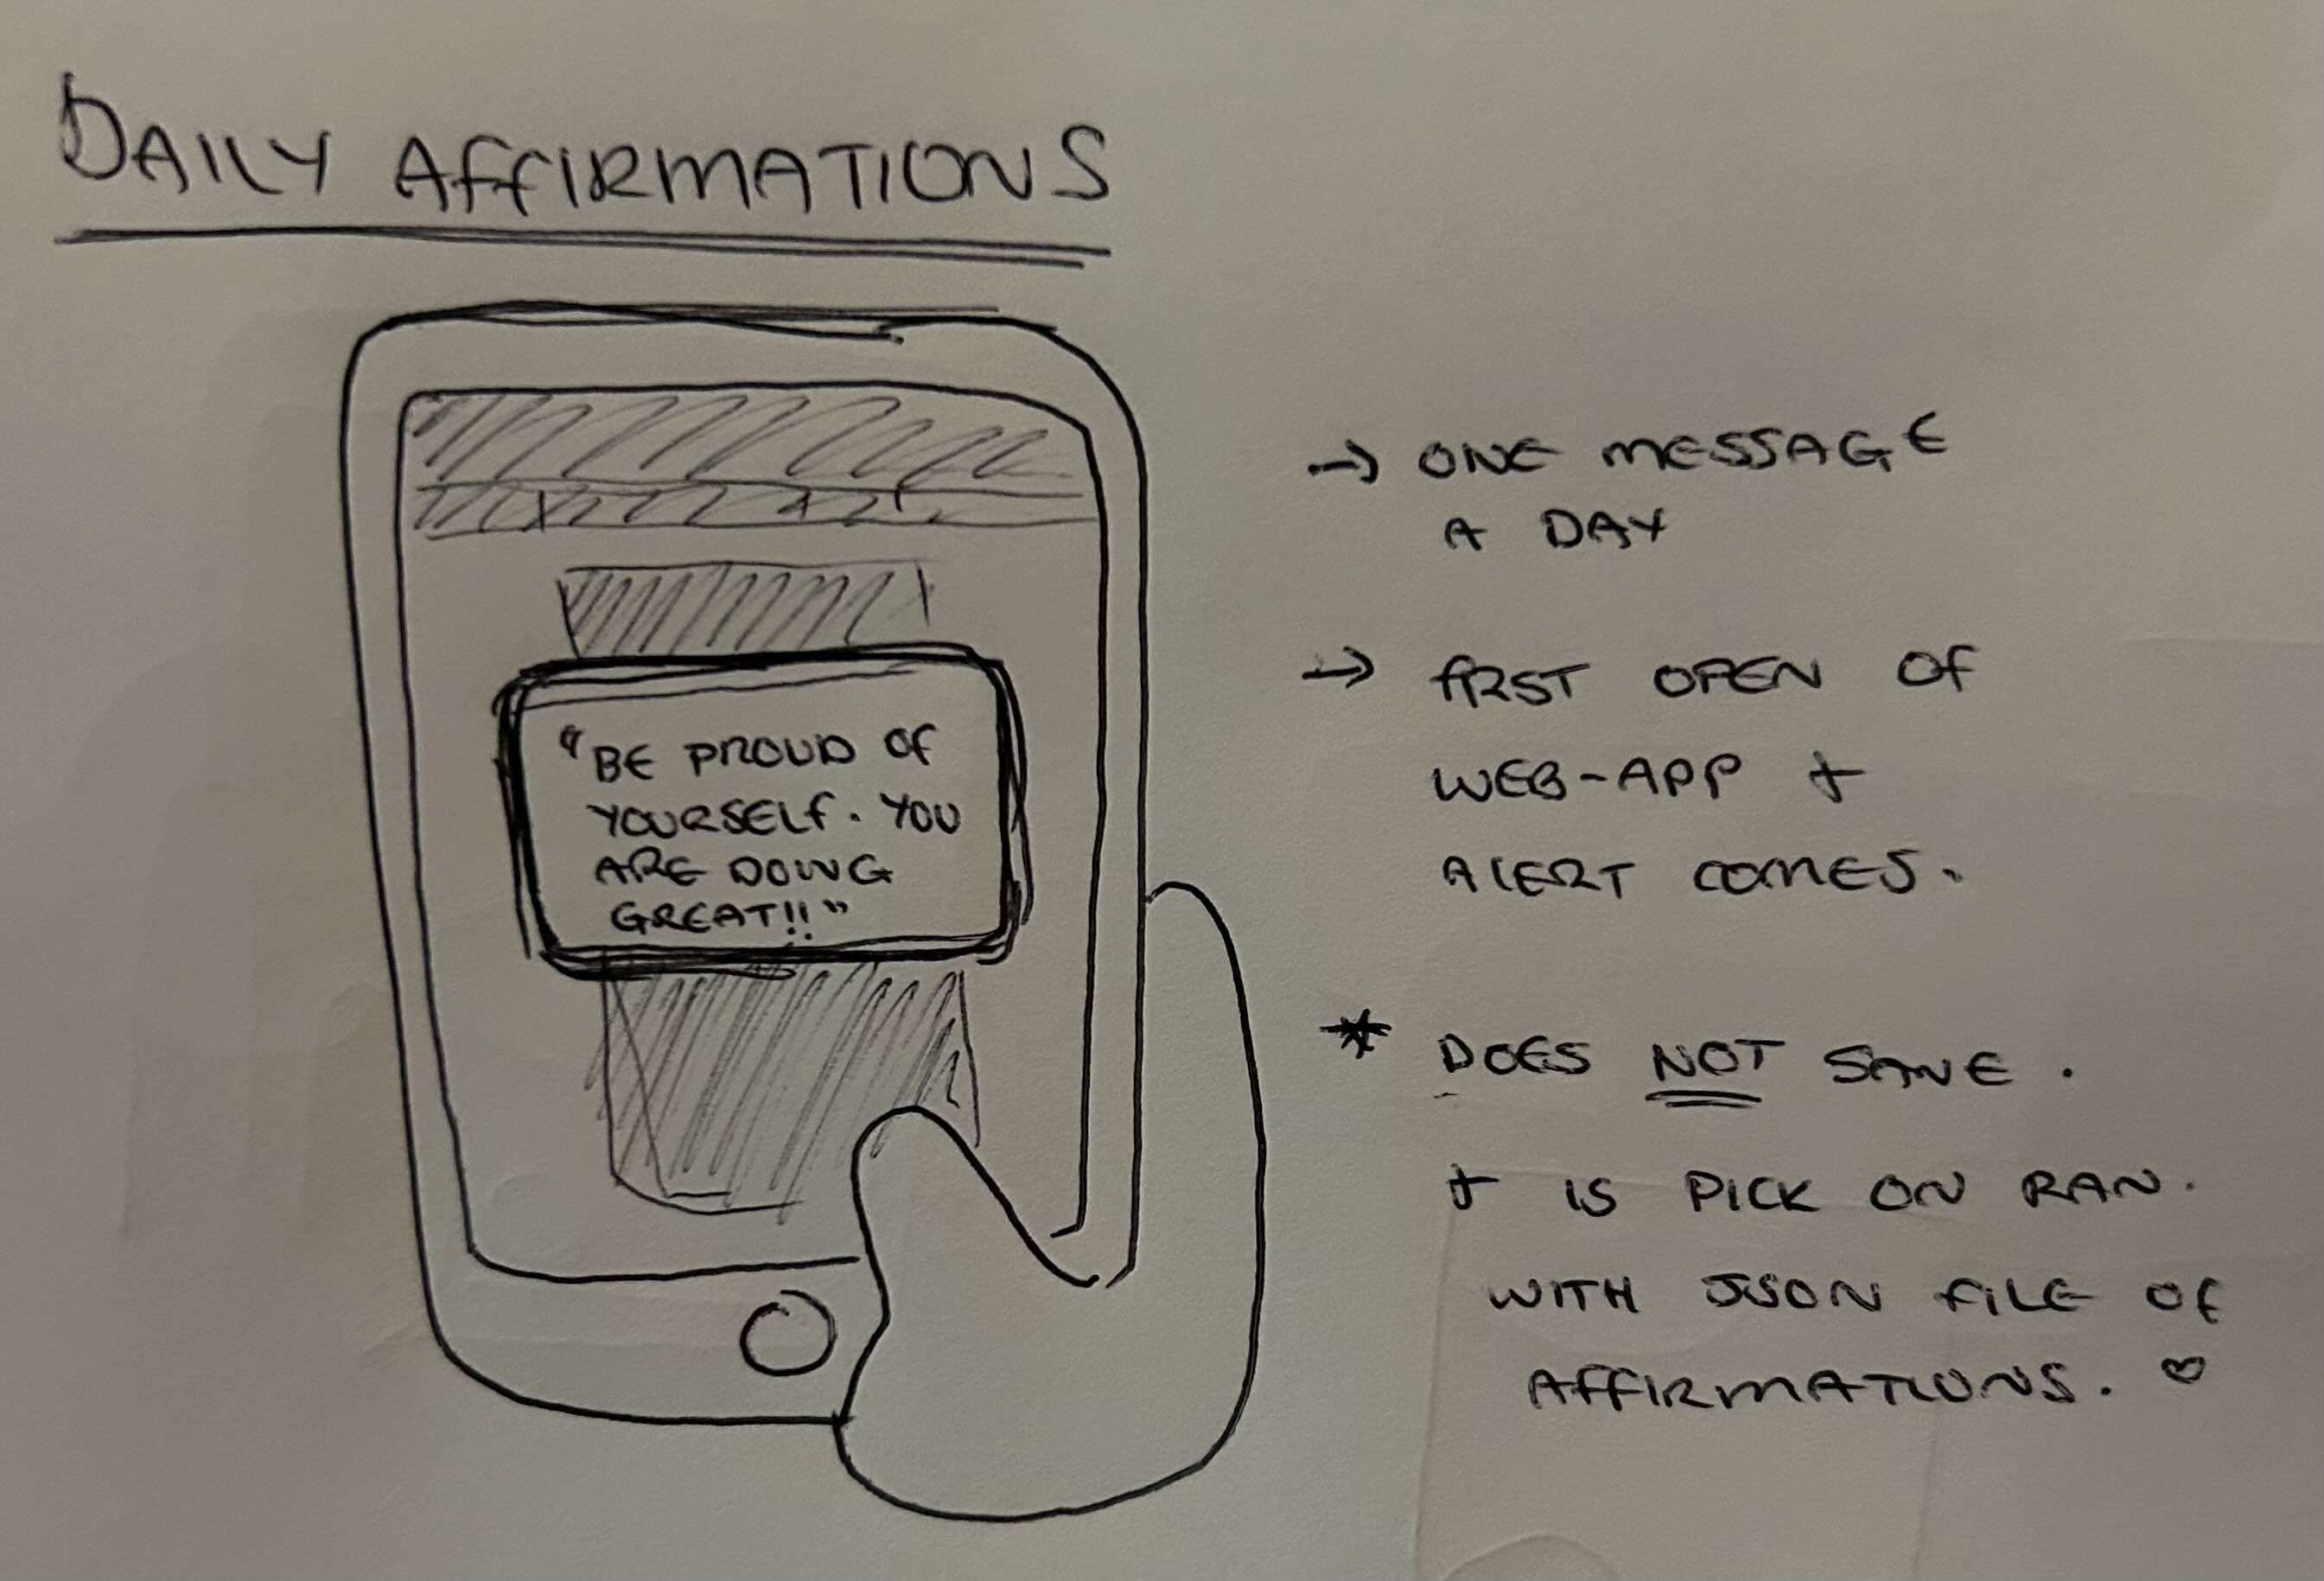 DAILY AFFIRMATIONS
"BE PROUD OF
YOURSELF. YOU
ARE DOING
GREAT!!"
→ ONE MESSAGE
A DAY
→ FIRST OPEN OF
WEB-APP +
ALERT COMES.
* DOES NOT SAVE.
+ IS PICK ON RAN.
WITH JSON FILE OF
AFFIRMATIONS. ♡